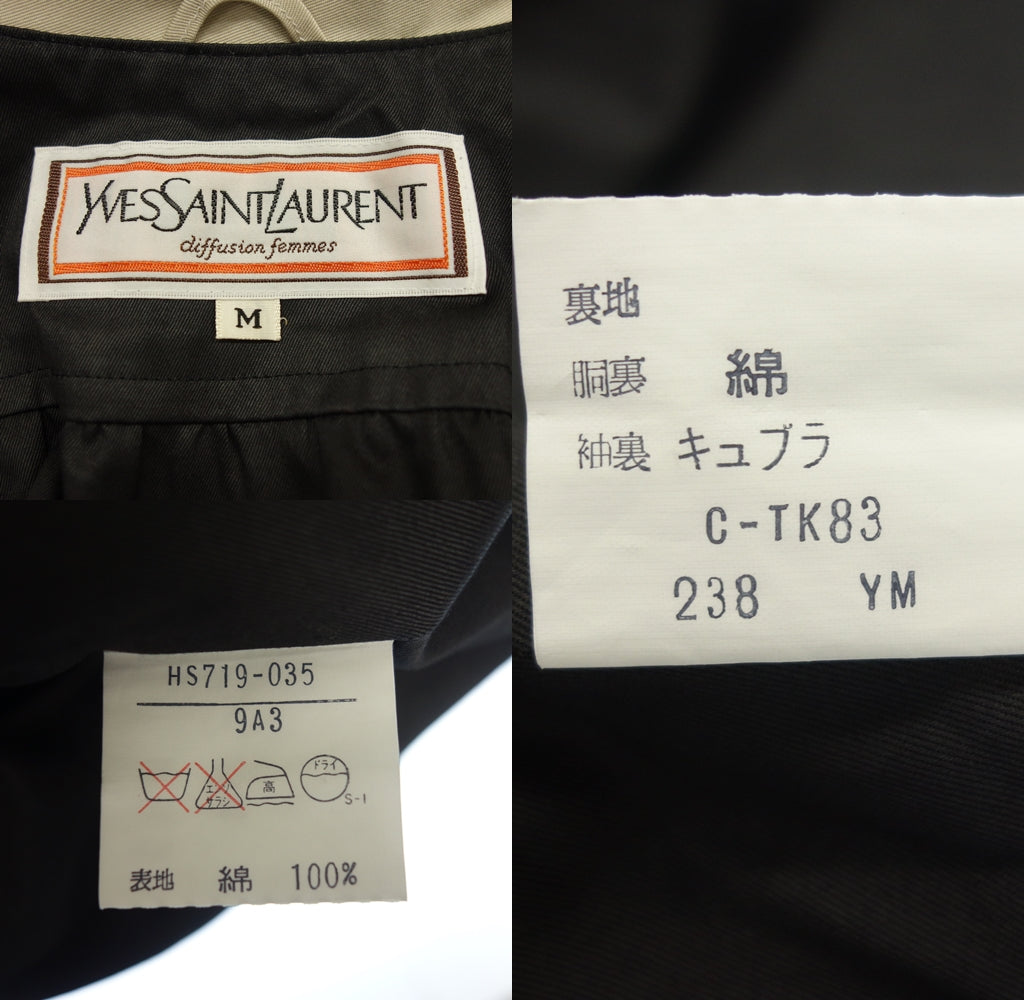 YVES SAINT LAURENT
diffusion femmes
M
裏地
胴裏 綿
袖裏 キュプラ
C-TK83
238 YM
HS719-035
9A3
エンソ
サラシ
高
ドライ
S-1
表地 綿 100%